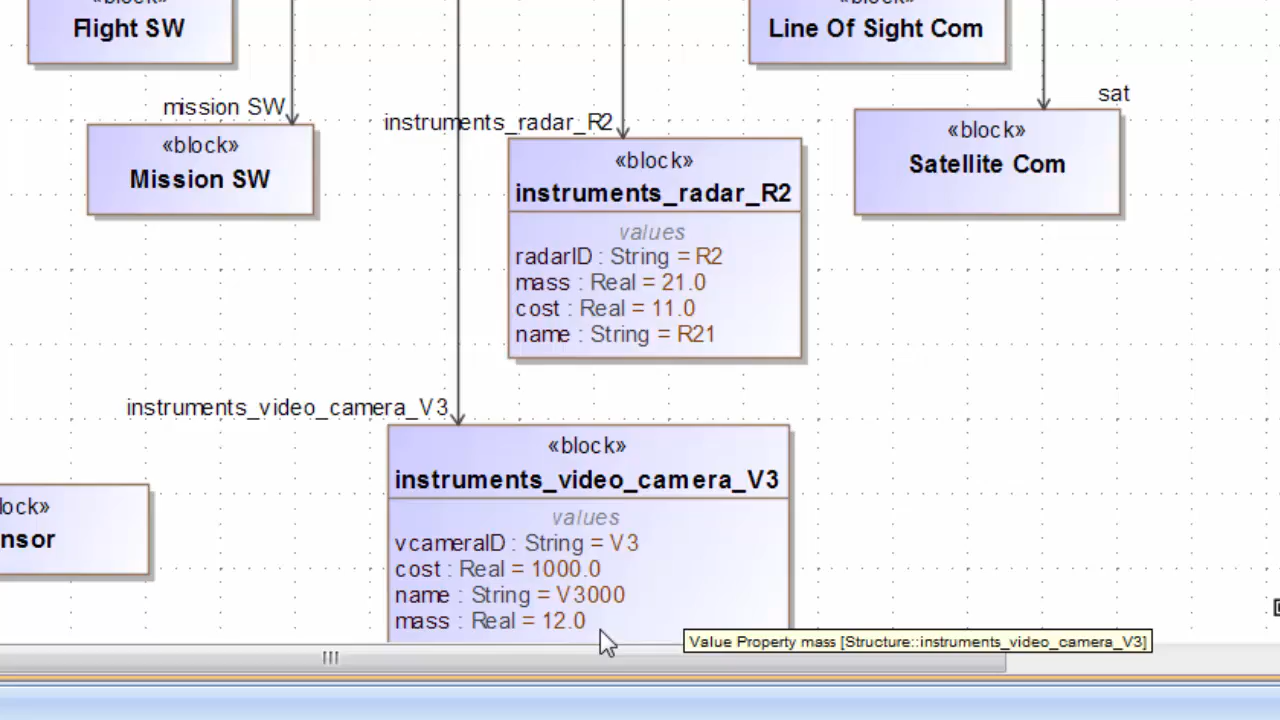 Flight SW
Line Of Sight Com
mission SW
«block»
Mission SW
instruments_radar_R2
«block»
instruments_radar_R2
values
radarID : String = R2
mass : Real = 21.0
cost : Real = 11.0
name : String = R21
sat
«block»
Satellite Com
instruments_video_camera_V3
«block»
instruments_video_camera_V3
values
vcameraID : String = V3
cost : Real = 1000.0
name : String = V3000
mass : Real = 12.0
lock»
nsor
Value Property mass [Structure::instruments_video_camera_V3]